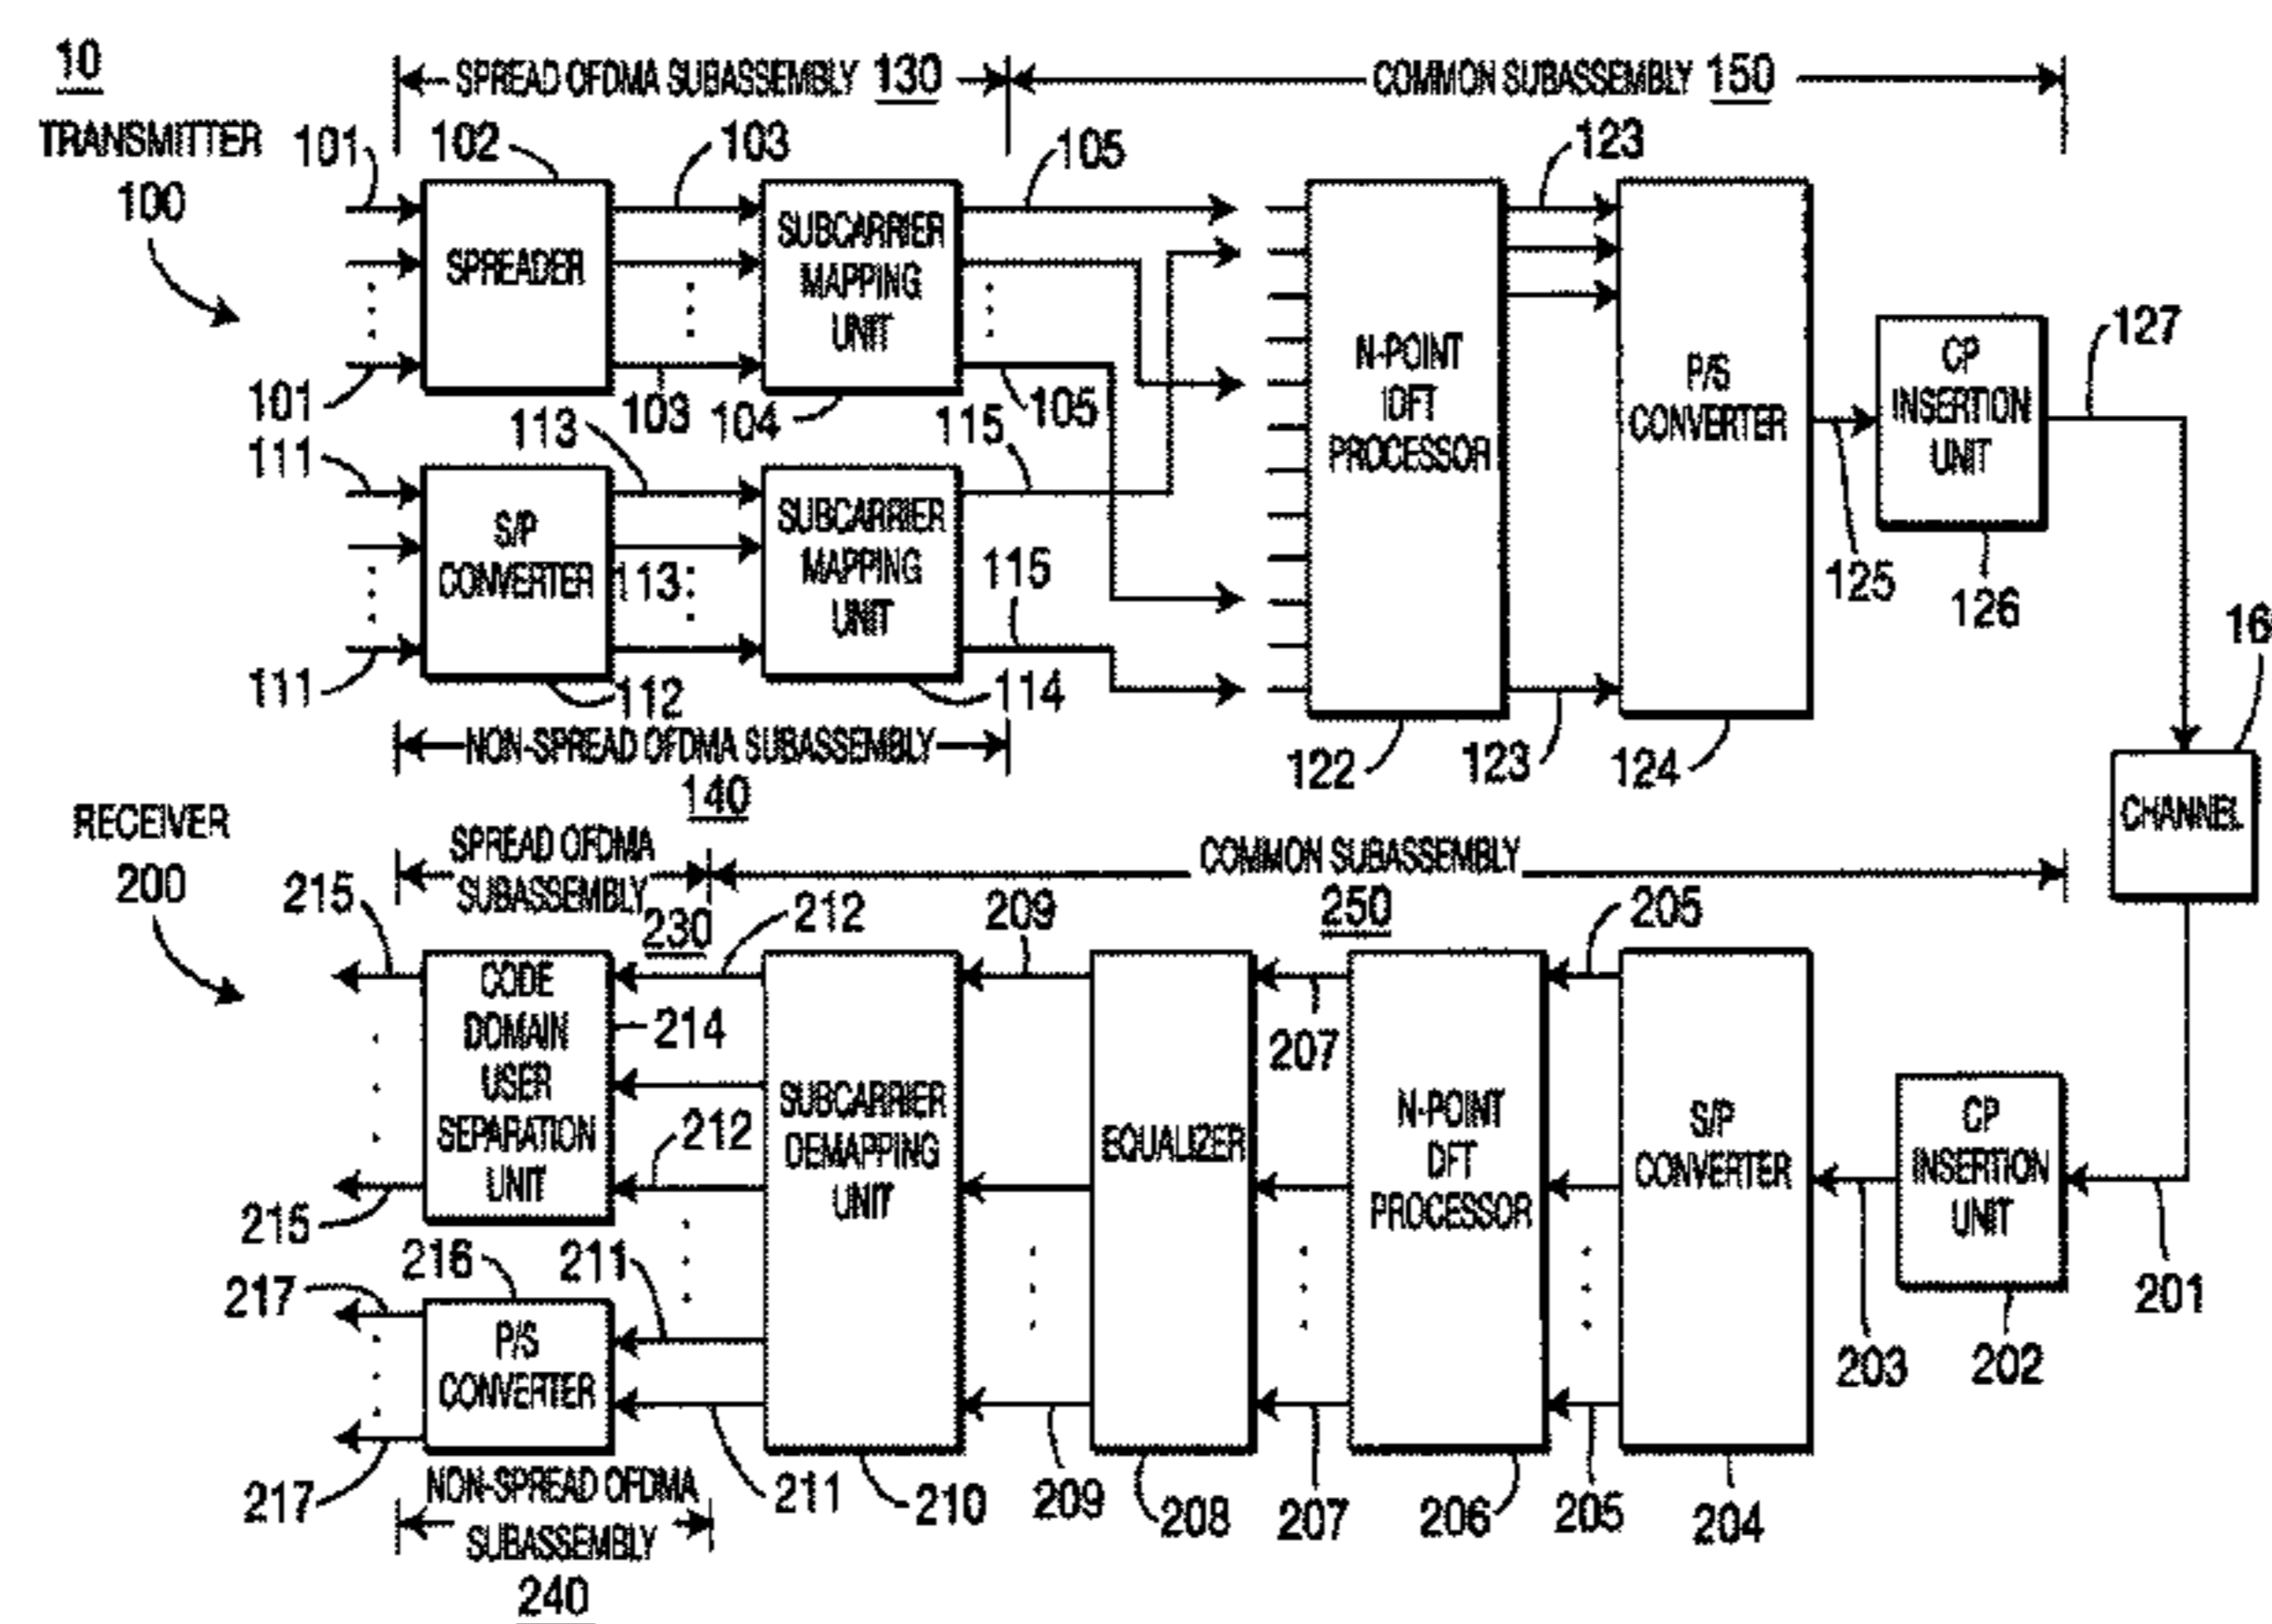 10
SPREAD OFDMA SUBASSEMBLY 130
COMMON SUBASSEMBLY 150
TRANSMITTER
100
101
102
103
105
123
SPREADER
SUBCARRIER
MAPPING
UNIT
N-POINT
IDFT
PROCESSOR
P/S
CONVERTER
CP
INSERTION
UNIT
127
101
103
104
105
113
115
111
S/P
CONVERTER
113
SUBCARRIER
MAPPING
UNIT
115
125
126
16
111
112
114
122
123
124
NON-SPREAD OFDMA SUBASSEMBLY
140
CHANNEL
RECEIVER
200
SPREAD OFDMA
SUBASSEMBLY
230
COMMON SUBASSEMBLY
250
215
212
209
205
CODE
DOMAIN
USER
SEPARATION
UNIT
214
207
212
SUBCARRIER
DEMAPPING
UNIT
EQUALIZER
N-POINT
DFT
PROCESSOR
S/P
CONVERTER
CP
INSERTION
UNIT
215
216
211
217
P/S
CONVERTER
203
202
201
217
NON-SPREAD OFDMA
SUBASSEMBLY
240
211
210
209
208
207
206
205
204